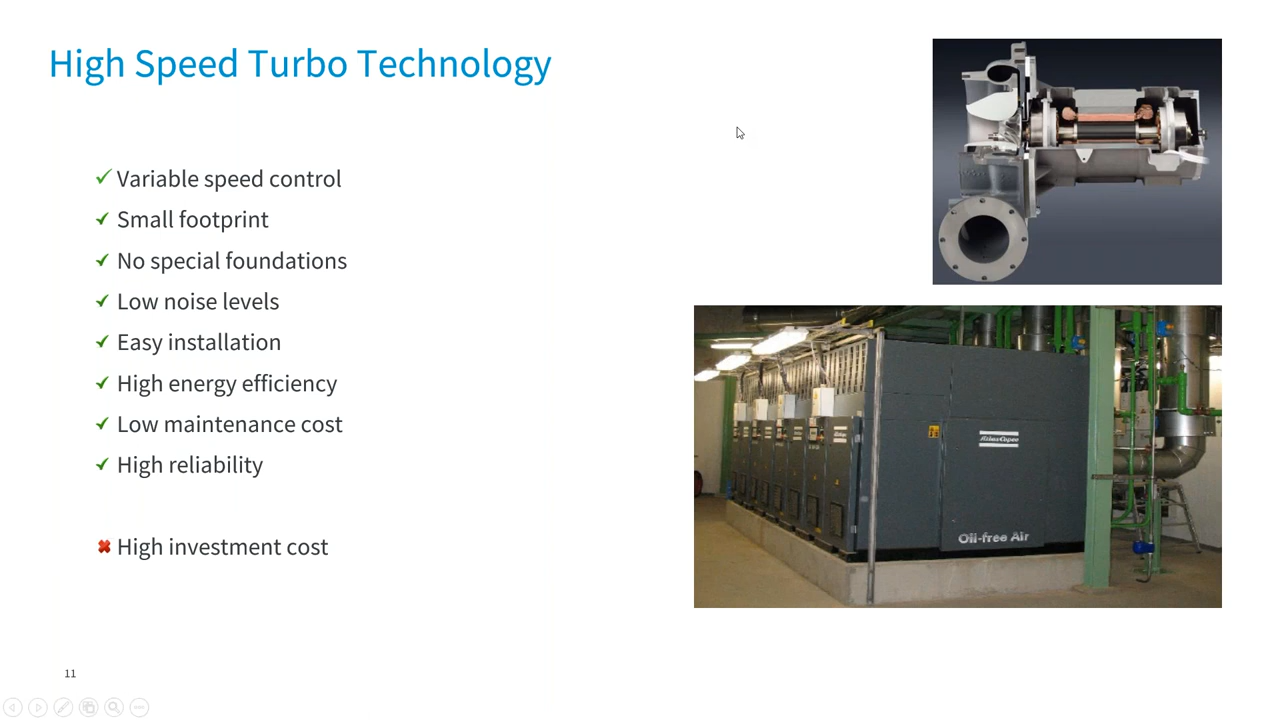 High Speed Turbo Technology
Variable speed control
Small footprint
No special foundations
Low noise levels
Easy installation
High energy efficiency
Low maintenance cost
High reliability
High investment cost
Atlas Copco
Oil-free Air
11